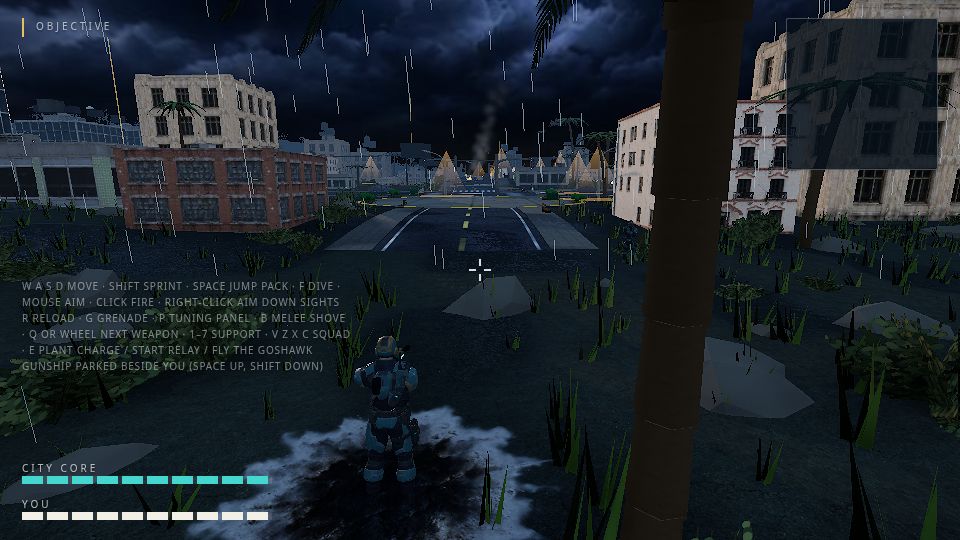 OBJECTIVE
W A S D MOVE · SHIFT SPRINT · SPACE JUMP PACK · F DIVE ·
MOUSE AIM · CLICK FIRE · RIGHT-CLICK AIM DOWN SIGHTS
R RELOAD · G GRENADE · P TUNING PANEL · B MELEE SHOVE
· Q OR WHEEL NEXT WEAPON · 1–7 SUPPORT · V Z X C SQUAD
· E PLANT CHARGE / START RELAY / FLY THE GOSHAWK
GUNSHIP PARKED BESIDE YOU (SPACE UP, SHIFT DOWN)
CITY CORE
YOU